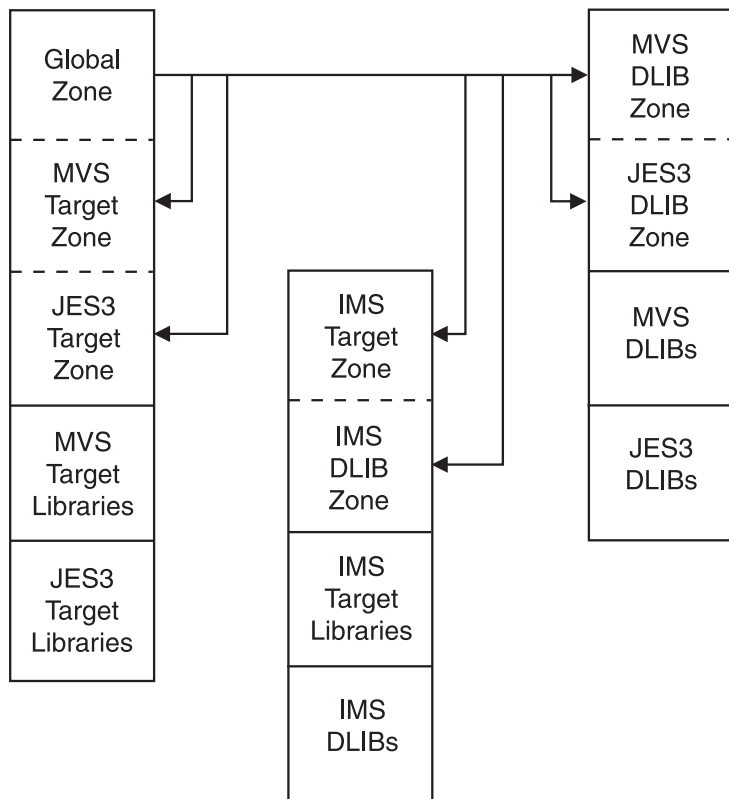 Global
Zone
MVS
Target
Zone
JES3
Target
Zone
MVS
Target
Libraries
JES3
Target
Libraries
IMS
Target
Zone
IMS
DLIB
Zone
IMS
Target
Libraries
IMS
DLIBs
MVS
DLIB
Zone
JES3
DLIB
Zone
MVS
DLIBs
JES3
DLIBs